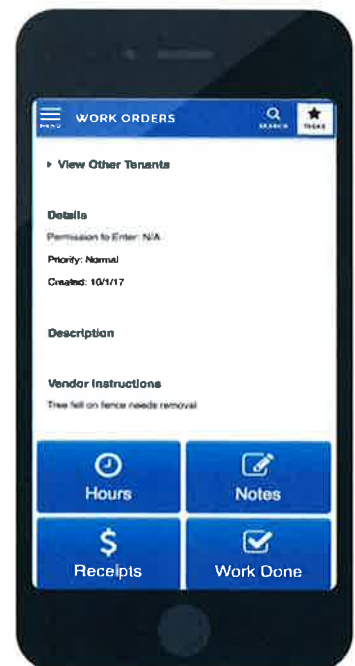 WORK ORDERS
MENU
SEARCH
▸ View Other Tenants
Details
Permission to Enter: N/A
Priority: Normal
Created: 10/1/17
Description
Vendor Instructions
Tree fell on fence needs removal
Hours
Notes
Receipts
Work Done